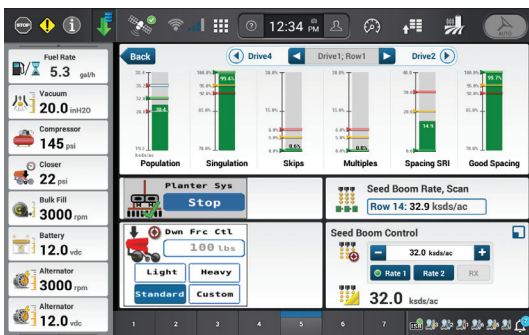 STOP
12:34 PM
AUTO
Fuel Rate
5.3 gal/h
Vacuum
20.0 inH2O
Compressor
145 psi
Closer
22 psi
Bulk Fill
3000 rpm
Battery
12.0 vdc
Alternator
3000 rpm
Alternator
12.0 vdc
Back
Drive4
Drive1; Row1
Drive2
30.4
99.4%
0.6%
0.0%
14.9
99.7%
Population
Singulation
Skips
Multiples
Spacing SRI
Good Spacing
Planter Sys
Stop
Seed Boom Rate, Scan
Row 14: 32.9 ksds/ac
Dwn Frc Ctl
100 lbs
Light
Heavy
Standard
Custom
Seed Boom Control
- 32.0 ksds/ac +
Rate 1
Rate 2
RX
32.0 ksds/ac
1 2 3 4 5 6 7